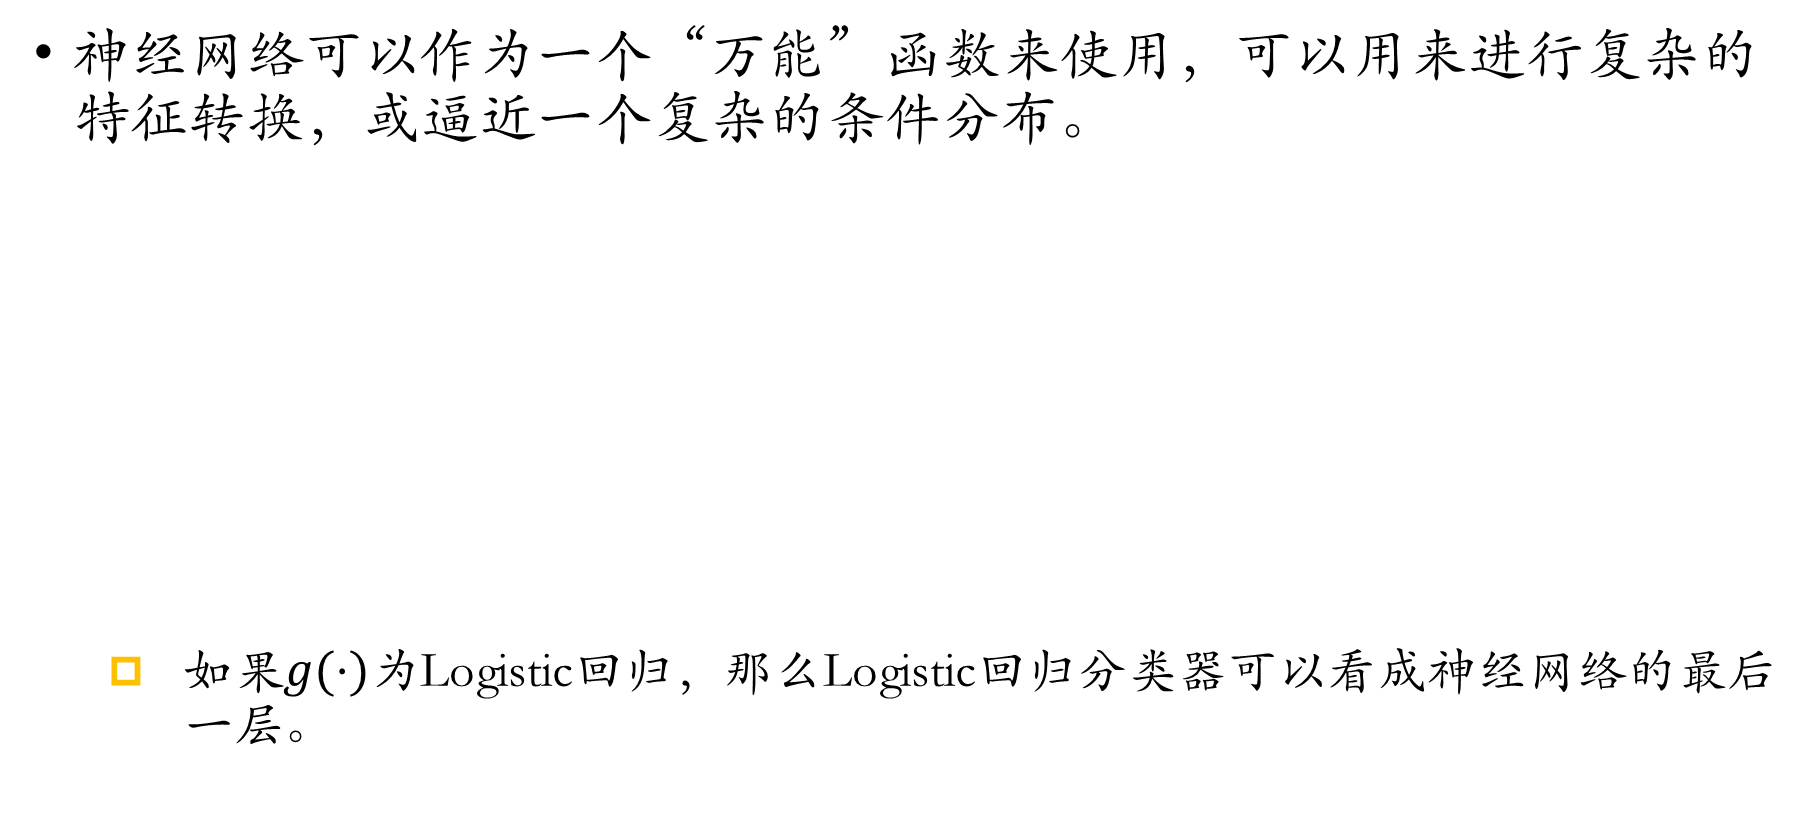 • 神经网络可以作为一个“万能”函数来使用，可以用来进行复杂的
特征转换，或逼近一个复杂的条件分布。
如果g(·)为Logistic回归，那么Logistic回归分类器可以看成神经网络的最后
一层。